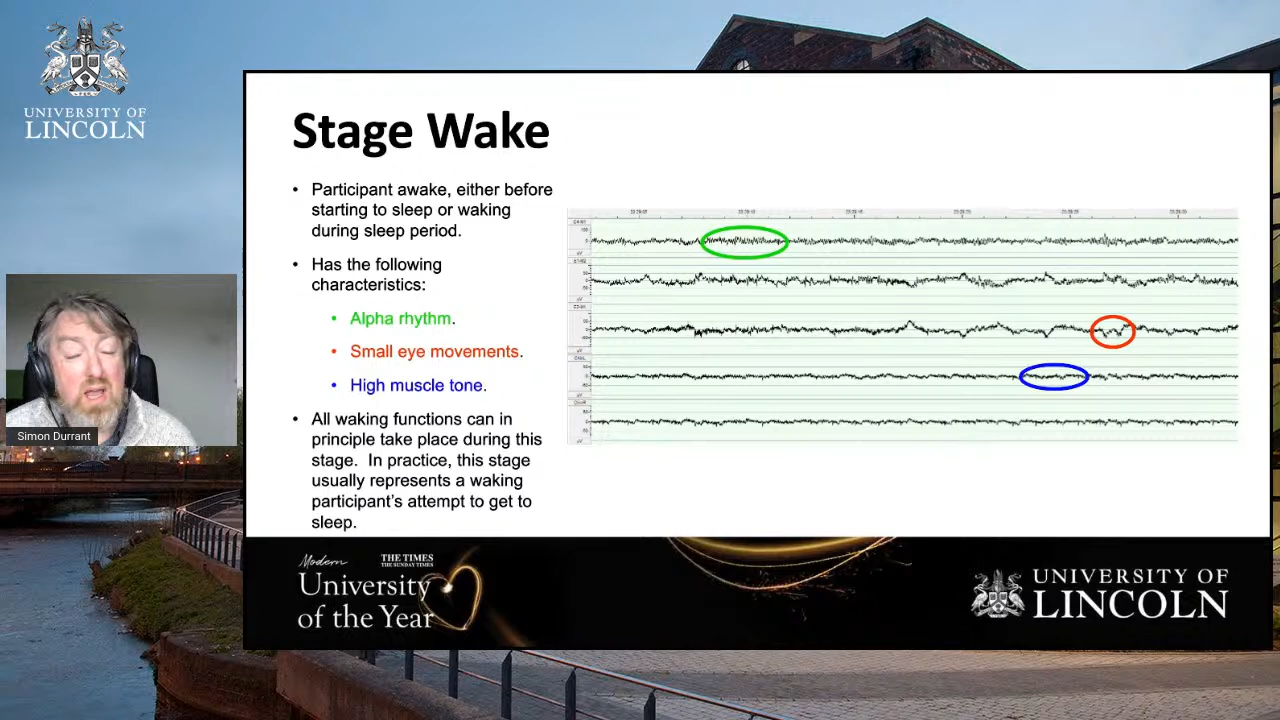 UNIVERSITY OF
LINCOLN
Stage Wake
• Participant awake, either before
starting to sleep or waking
during sleep period.
• Has the following
characteristics:
• Alpha rhythm.
• Small eye movements.
• High muscle tone.
• All waking functions can in
principle take place during this
stage. In practice, this stage
usually represents a waking
participant's attempt to get to
sleep.
Simon Durrant
Modern
THE TIMES
THE SUNDAY TIMES
University
of the Year
UNIVERSITY OF
LINCOLN